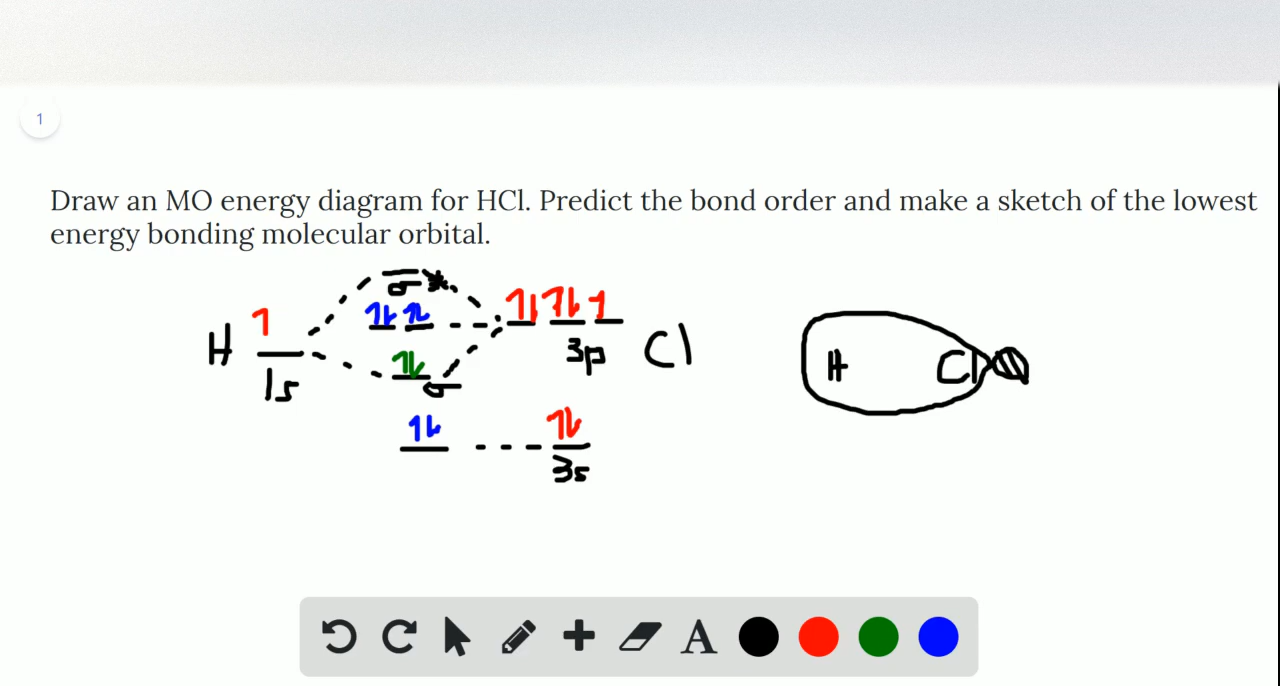 1
Draw an MO energy diagram for HCl. Predict the bond order and make a sketch of the lowest
energy bonding molecular orbital.
σ*
H 1s
3p Cl
σ
3s
H Cl
A